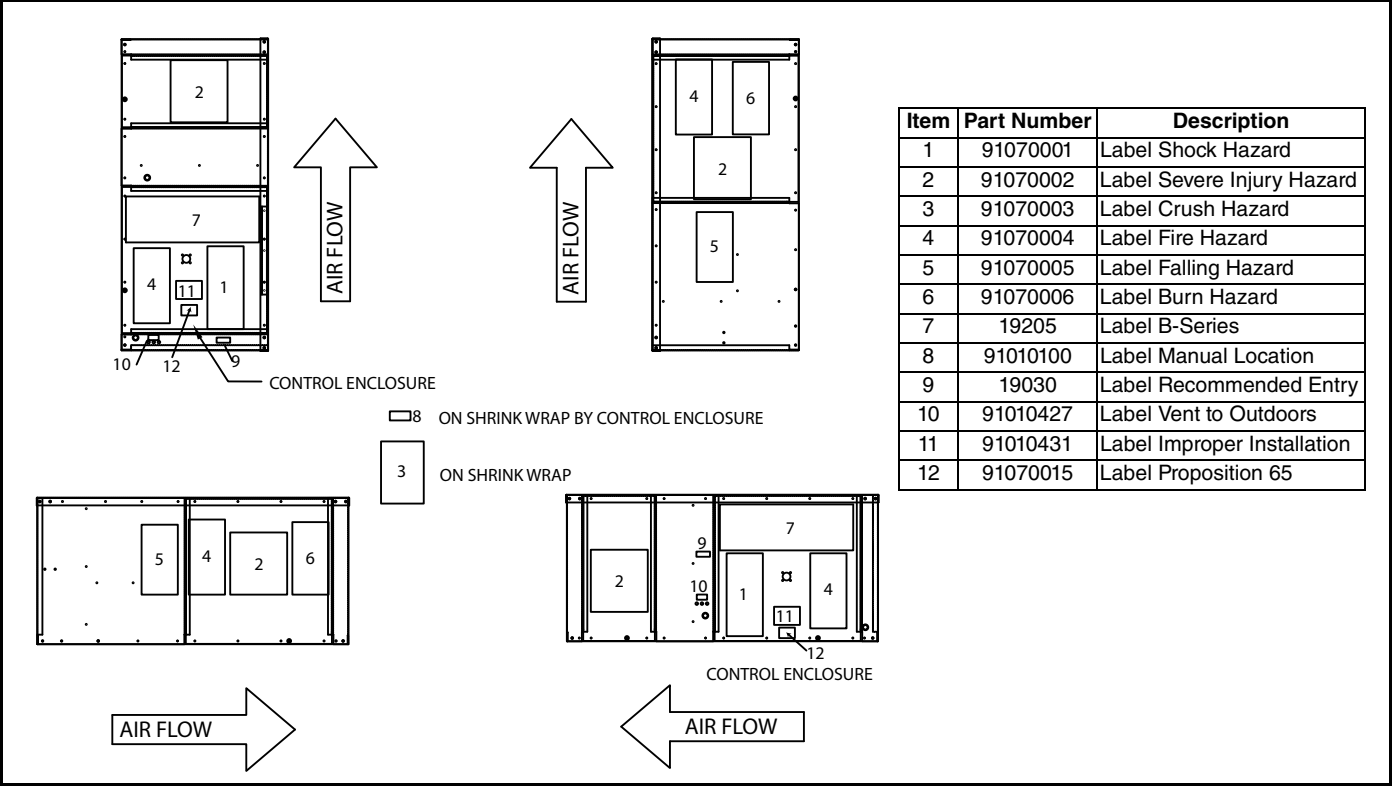 2
7
4
11
1
10
12
9
CONTROL ENCLOSURE
AIR FLOW
AIR FLOW
4
6
2
5
8 ON SHRINK WRAP BY CONTROL ENCLOSURE
3 ON SHRINK WRAP
5
4
2
6
AIR FLOW
2
9
10
7
1
4
11
12
CONTROL ENCLOSURE
AIR FLOW
Item Part Number Description
1 91070001 Label Shock Hazard
2 91070002 Label Severe Injury Hazard
3 91070003 Label Crush Hazard
4 91070004 Label Fire Hazard
5 91070005 Label Falling Hazard
6 91070006 Label Burn Hazard
7 19205 Label B-Series
8 91010100 Label Manual Location
9 19030 Label Recommended Entry
10 91010427 Label Vent to Outdoors
11 91010431 Label Improper Installation
12 91070015 Label Proposition 65